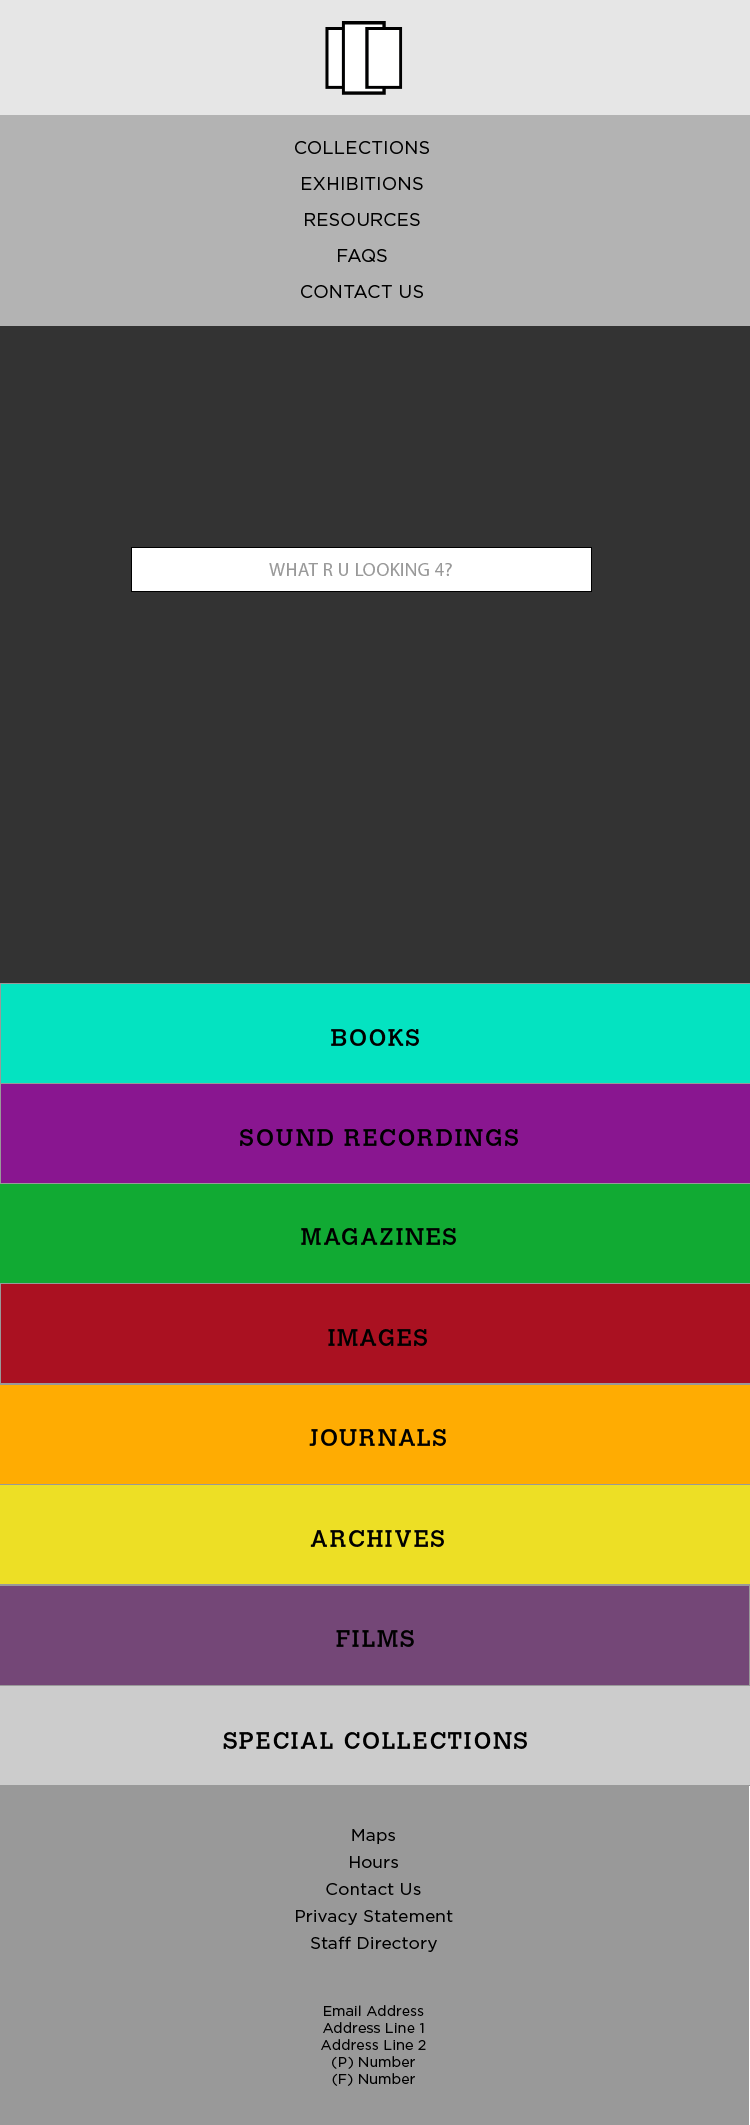 COLLECTIONS
EXHIBITIONS
RESOURCES
FAQS
CONTACT US
WHAT R U LOOKING 4?
BOOKS
SOUND RECORDINGS
MAGAZINES
IMAGES
JOURNALS
ARCHIVES
FILMS
SPECIAL COLLECTIONS
Maps
Hours
Contact Us
Privacy Statement
Staff Directory
Email Address
Address Line 1
Address Line 2
(P) Number
(F) Number